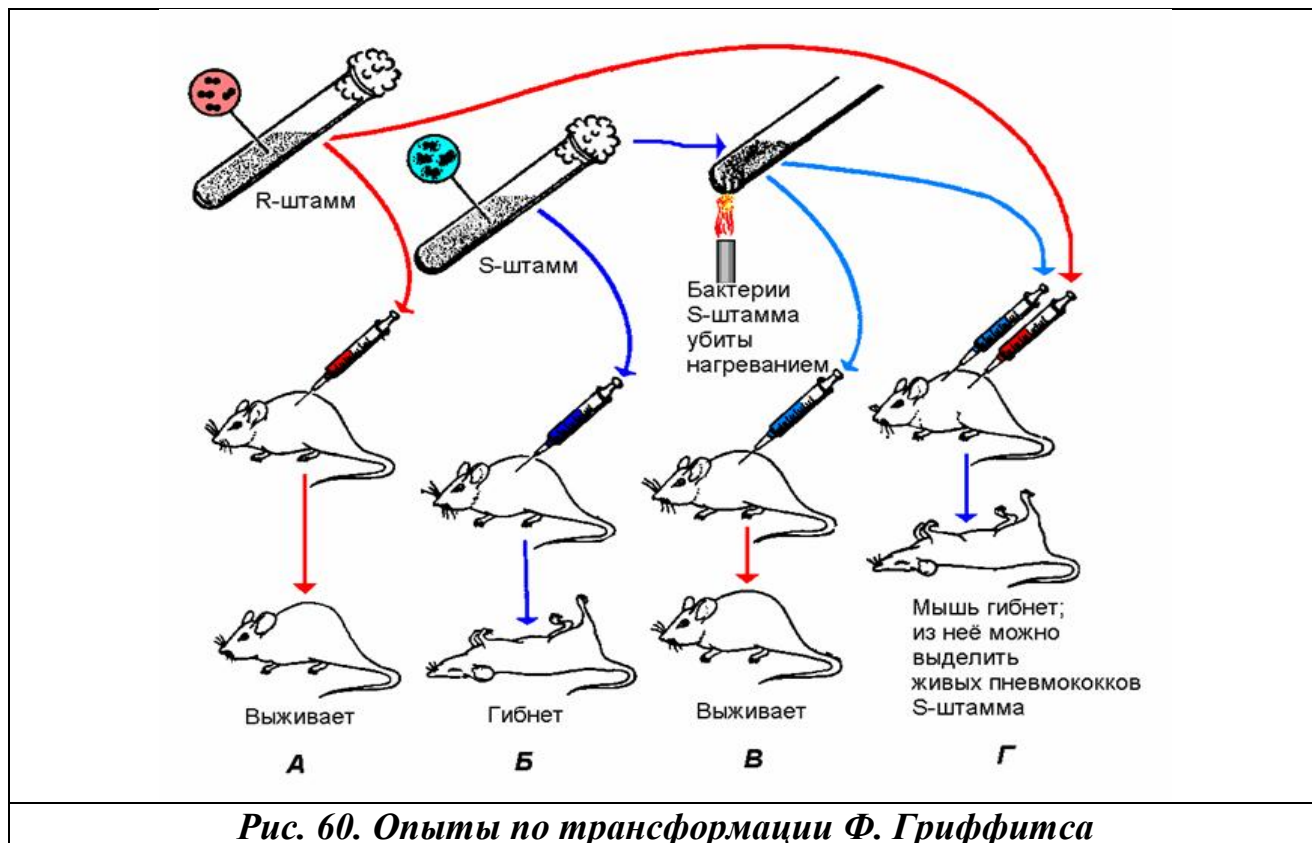 R-штамм
S-штамм
Бактерии
S-штамма
убиты
нагреванием
Выживает
Гибнет
Выживает
Мышь гибнет;
из неё можно
выделить
живых пневмококков
S-штамма
А
Б
В
Г
Рис. 60. Опыты по трансформации Ф. Гриффитса